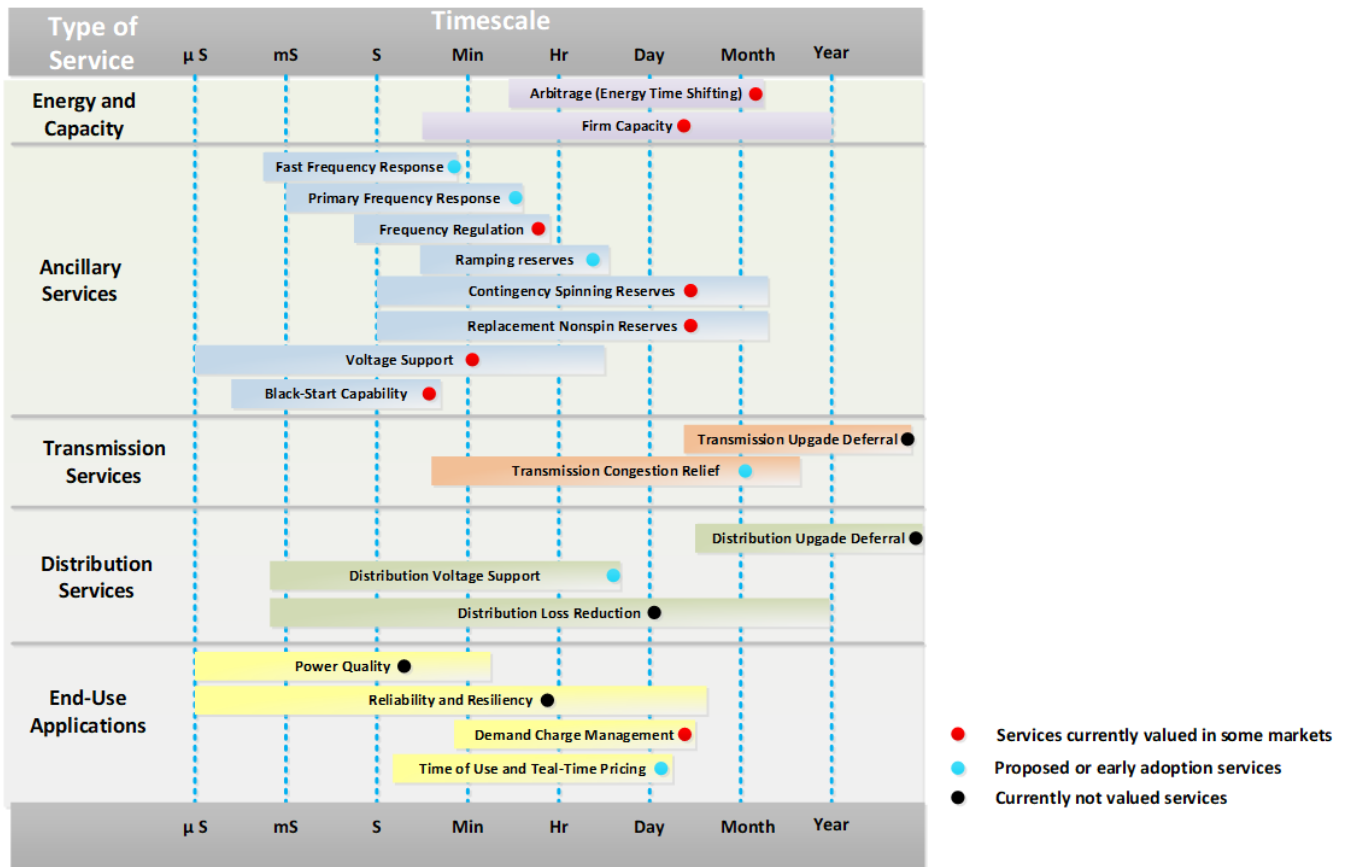 Type of
Service
Timescale
μ S mS S Min Hr Day Month Year
Energy and
Capacity
Arbitrage (Energy Time Shifting)
Firm Capacity
Ancillary
Services
Fast Frequency Response
Primary Frequency Response
Frequency Regulation
Ramping reserves
Contingency Spinning Reserves
Replacement Nonspin Reserves
Voltage Support
Black-Start Capability
Transmission
Services
Transmission Upgade Deferral
Transmission Congestion Relief
Distribution
Services
Distribution Upgade Deferral
Distribution Voltage Support
Distribution Loss Reduction
End-Use
Applications
Power Quality
Reliability and Resiliency
Demand Charge Management
Time of Use and Teal-Time Pricing
μ S mS S Min Hr Day Month Year
Services currently valued in some markets
Proposed or early adoption services
Currently not valued services